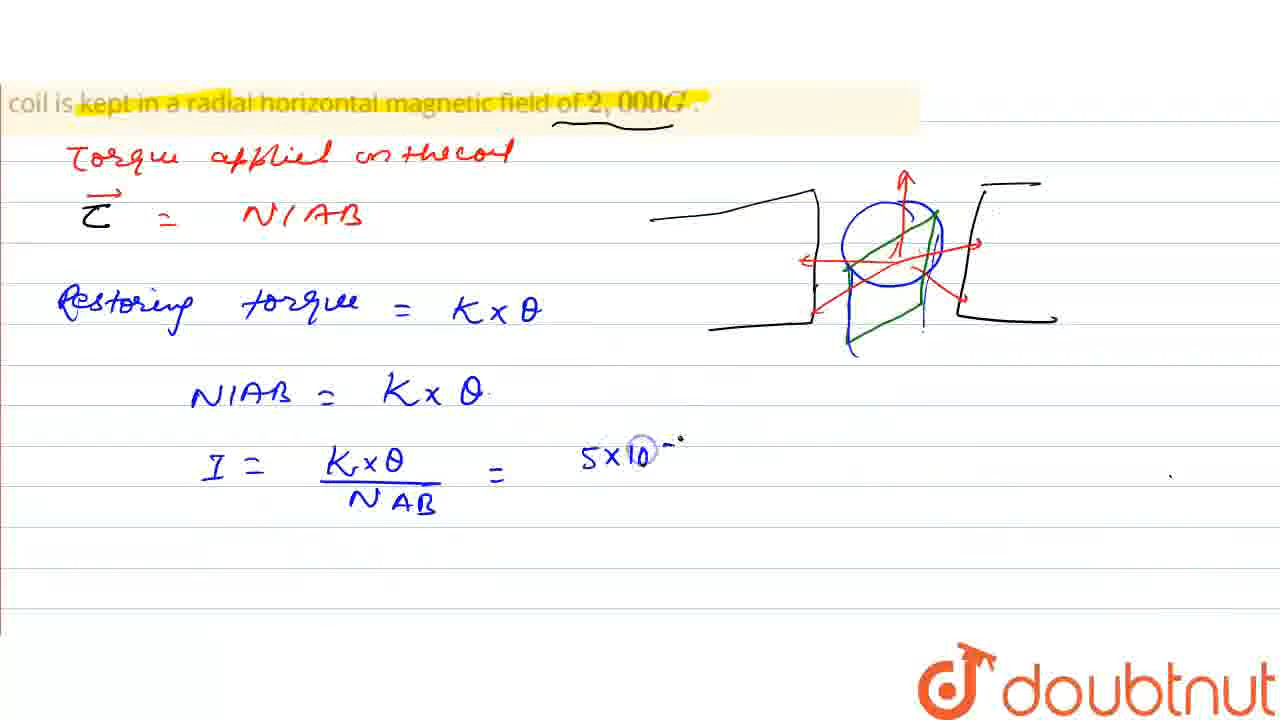 coil is kept in a radial horizontal magnetic field of 2, 000G .
Torque applied on the coil
τ = NIAB
Restoring torque = K × θ
NIAB = K × θ
I = K × θ / NAB = 5 × 10⁻
doubtnut